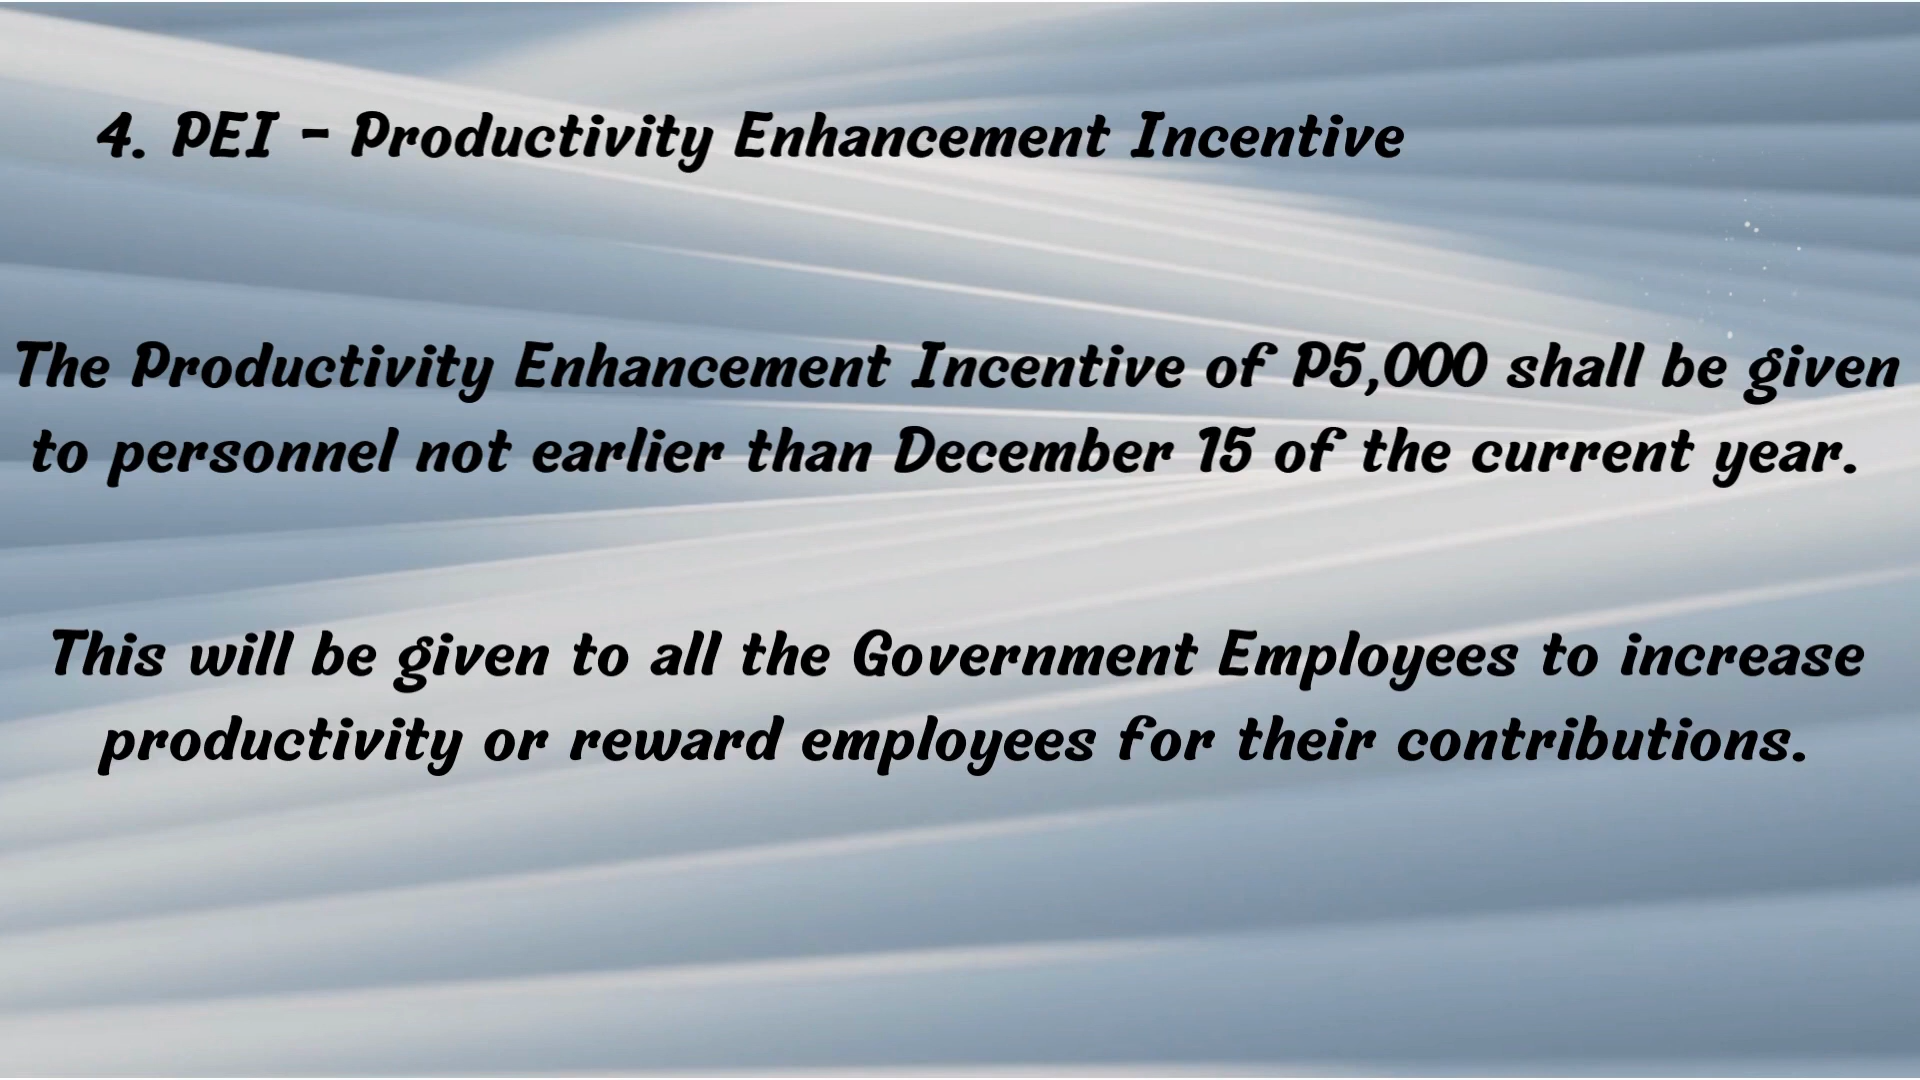 4. PEI - Productivity Enhancement Incentive
The Productivity Enhancement Incentive of P5,000 shall be given
to personnel not earlier than December 15 of the current year.
This will be given to all the Government Employees to increase
productivity or reward employees for their contributions.